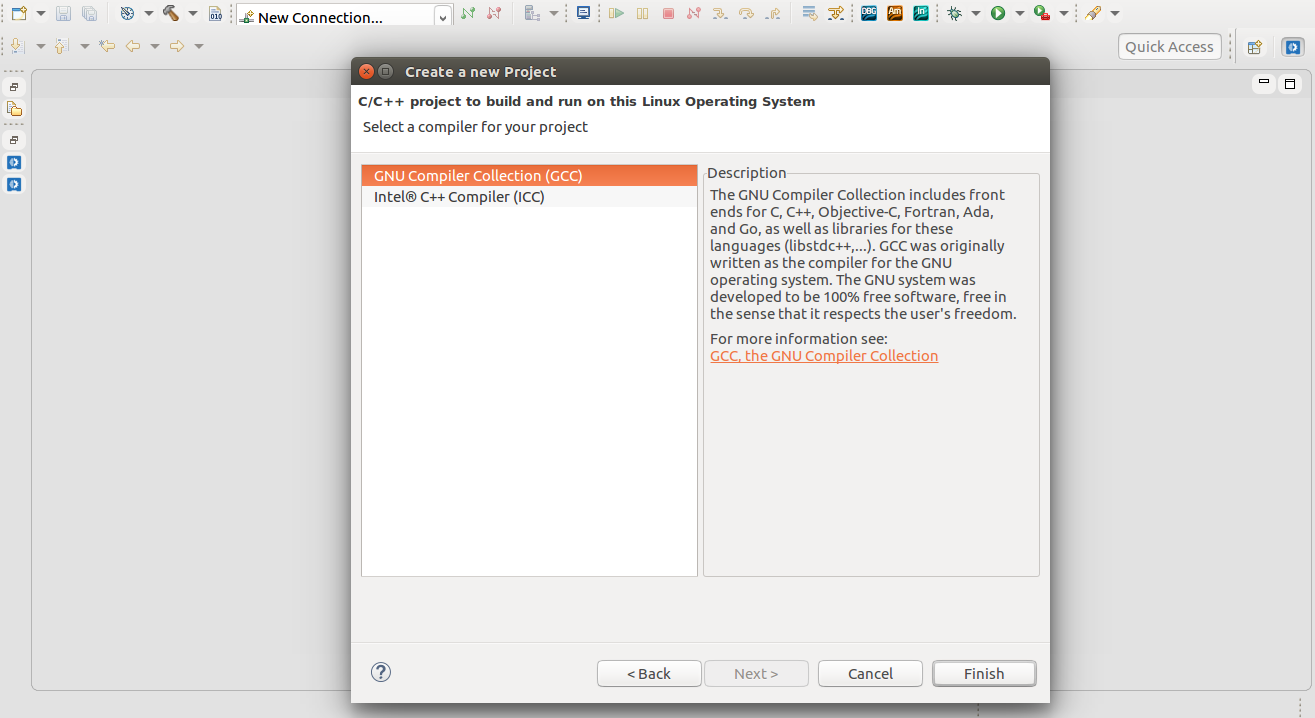 010
New Connection...
DBG
Am
In
Quick Access
Create a new Project
C/C++ project to build and run on this Linux Operating System
Select a compiler for your project
GNU Compiler Collection (GCC)
Intel® C++ Compiler (ICC)
Description
The GNU Compiler Collection includes front
ends for C, C++, Objective-C, Fortran, Ada,
and Go, as well as libraries for these
languages (libstdc++,...). GCC was originally
written as the compiler for the GNU
operating system. The GNU system was
developed to be 100% free software, free in
the sense that it respects the user's freedom.
For more information see:
GCC, the GNU Compiler Collection
?
< Back
Next >
Cancel
Finish